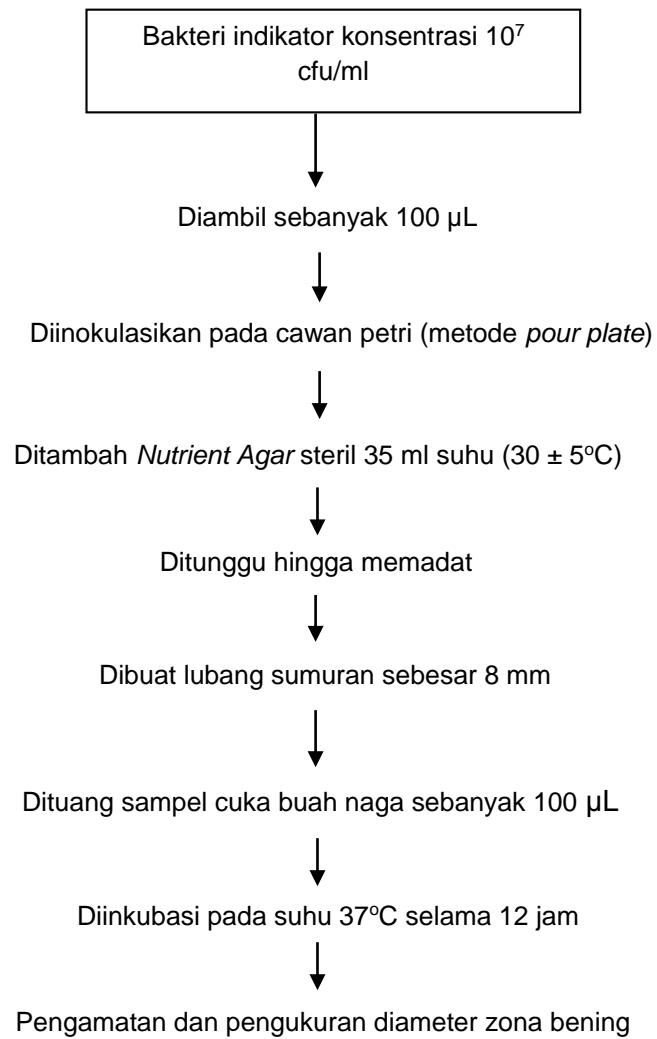 Bakteri indikator konsentrasi 10⁷
cfu/ml
Diambil sebanyak 100 µL
Diinokulasikan pada cawan petri (metode pour plate)
Ditambah Nutrient Agar steril 35 ml suhu (30 ± 5ᵒC)
Ditunggu hingga memadat
Dibuat lubang sumuran sebesar 8 mm
Dituang sampel cuka buah naga sebanyak 100 µL
Diinkubasi pada suhu 37ᵒC selama 12 jam
Pengamatan dan pengukuran diameter zona bening